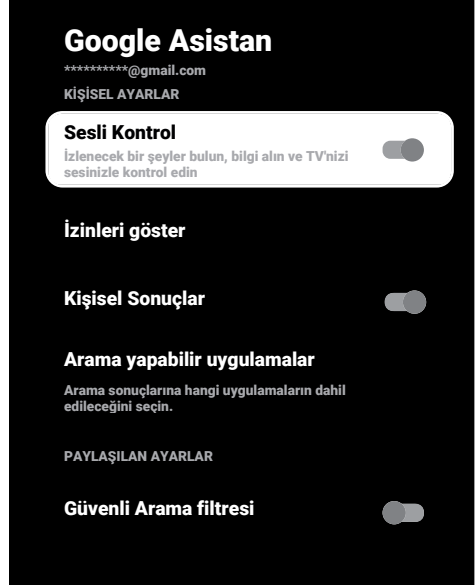 Google Asistan
**********@gmail.com
KİŞİSEL AYARLAR
Sesli Kontrol
İzlenecek bir şeyler bulun, bilgi alın ve TV'nizi
sesinizle kontrol edin
İzinleri göster
Kişisel Sonuçlar
Arama yapabilir uygulamalar
Arama sonuçlarına hangi uygulamaların dahil
edileceğini seçin.
PAYLAŞILAN AYARLAR
Güvenli Arama filtresi